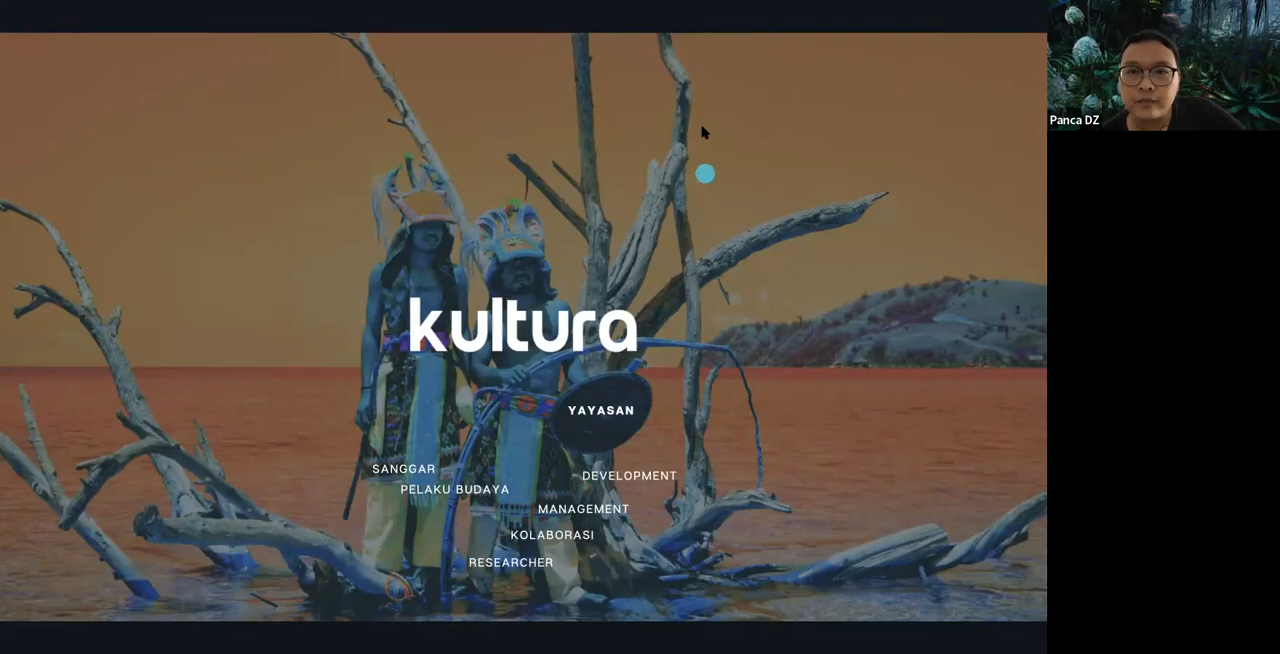 Panca DZ
kultura
YAYASAN
SANGGAR
DEVELOPMENT
PELAKU BUDAYA
MANAGEMENT
KOLABORASI
RESEARCHER